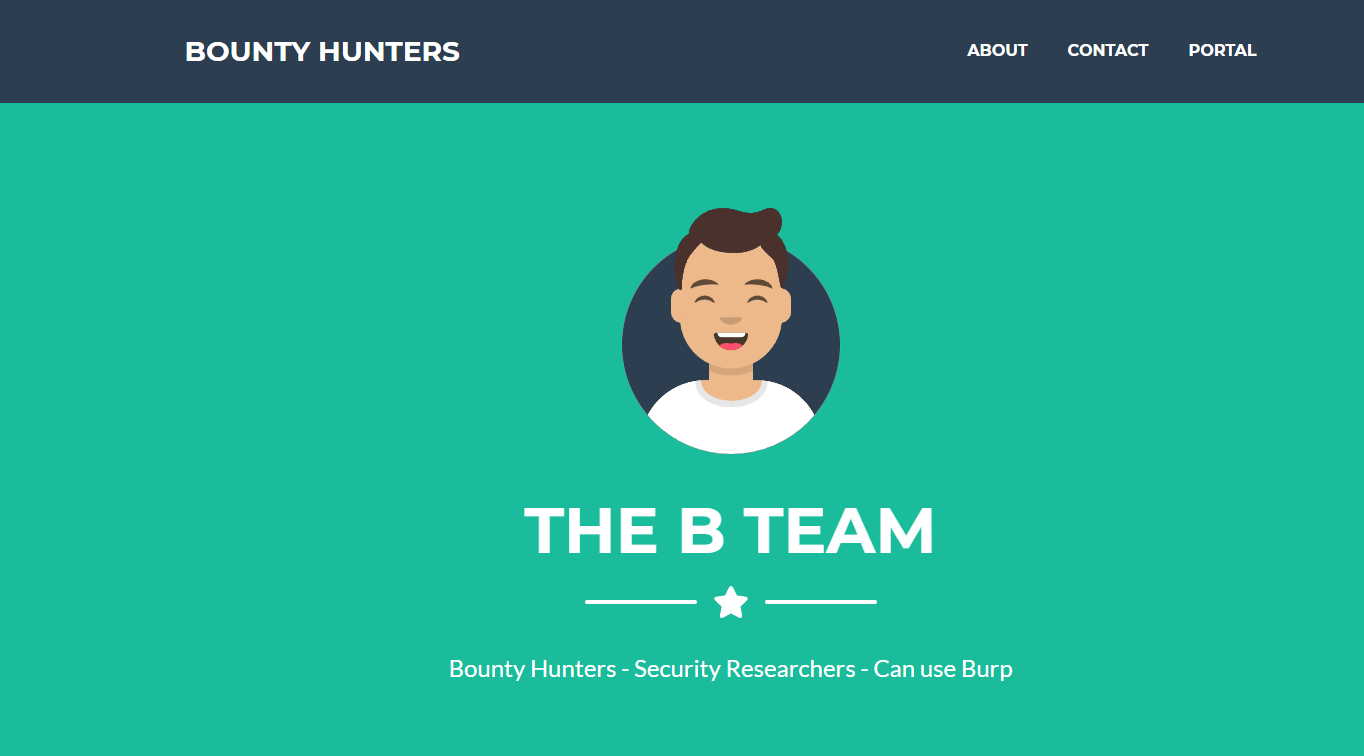 BOUNTY HUNTERS
ABOUT CONTACT PORTAL
THE B TEAM
Bounty Hunters - Security Researchers - Can use Burp